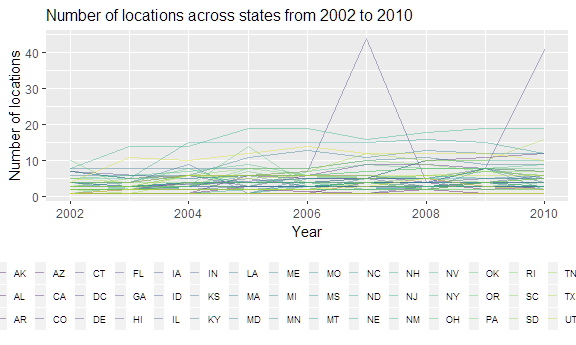 Number of locations across states from 2002 to 2010
Number of locations
40
30
20
10
0
2002 2004 2006 2008 2010
Year
AK AZ CT FL IA IN LA ME MO NC NH NV OK RI TN
AL CA DC GA ID KS MA MI MS ND NJ NY OR SC TX
AR CO DE HI IL KY MD MN MT NE NM OH PA SD UT